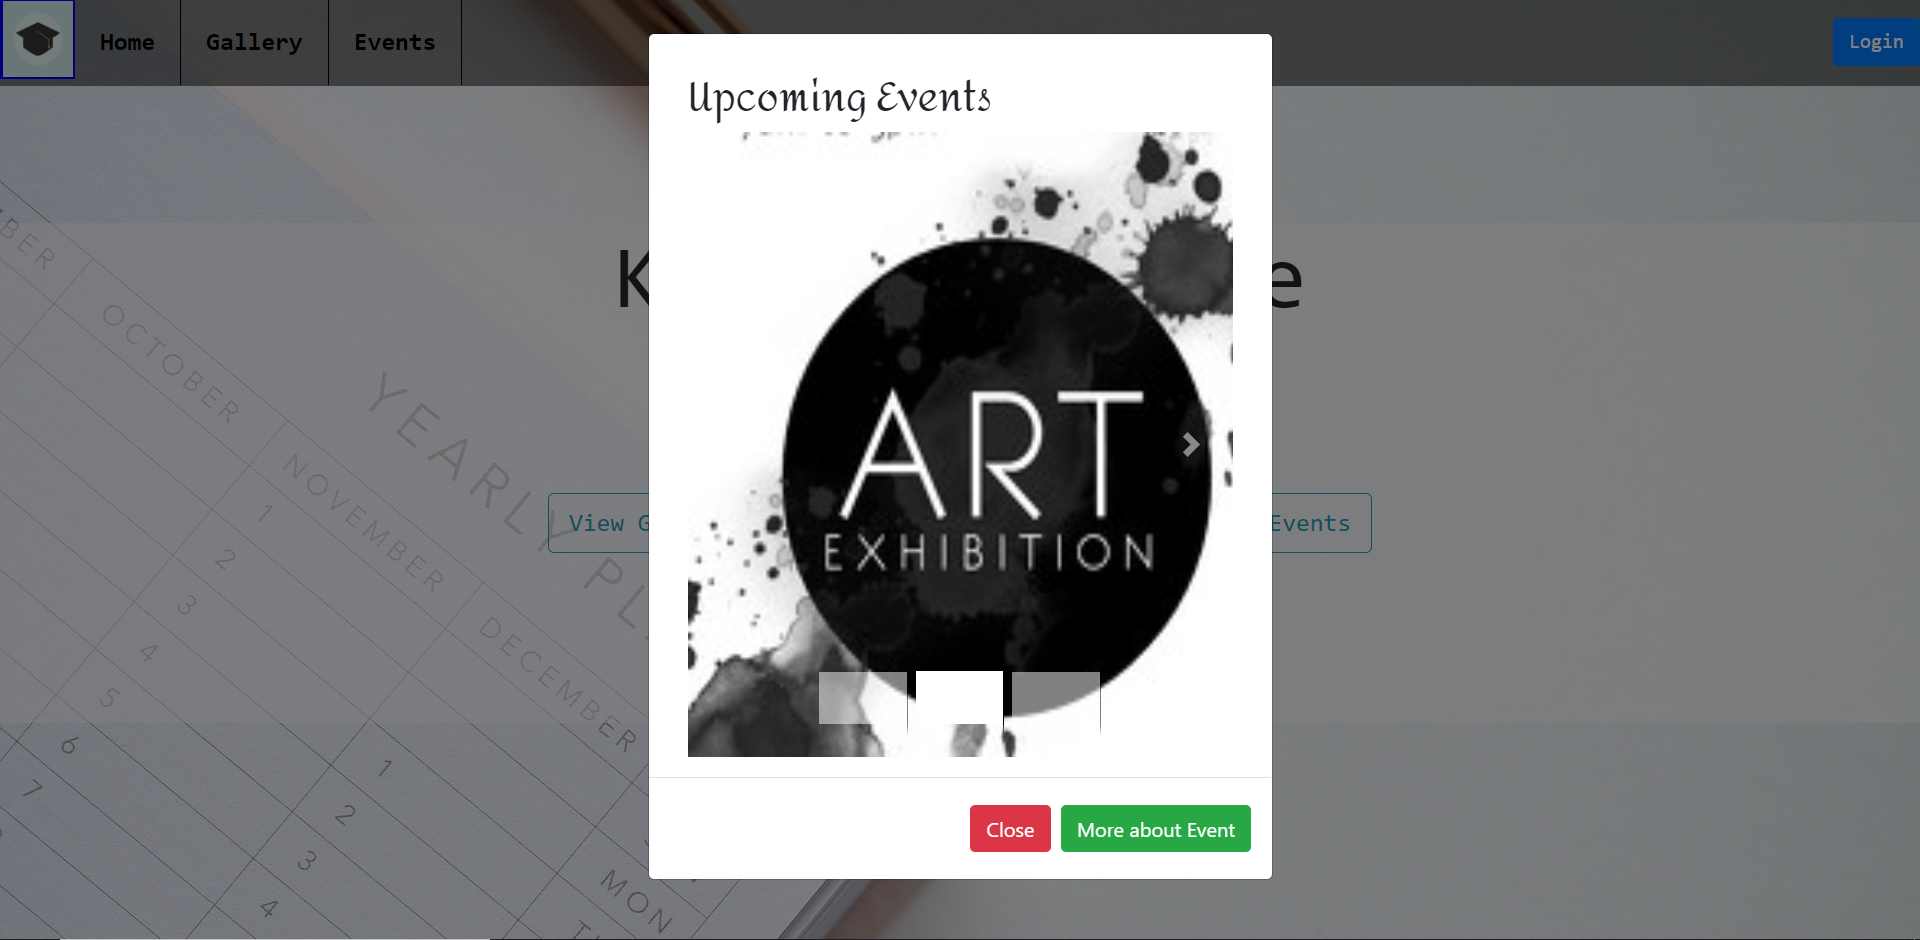 Home Gallery Events Login
Upcoming Events
ART
EXHIBITION
View G
Events
Close More about Event
OCTOBER
NOVEMBER
DECEMBER
YEARLY PL
1
2
3
4
5
6
7
1
2
3
4
MON